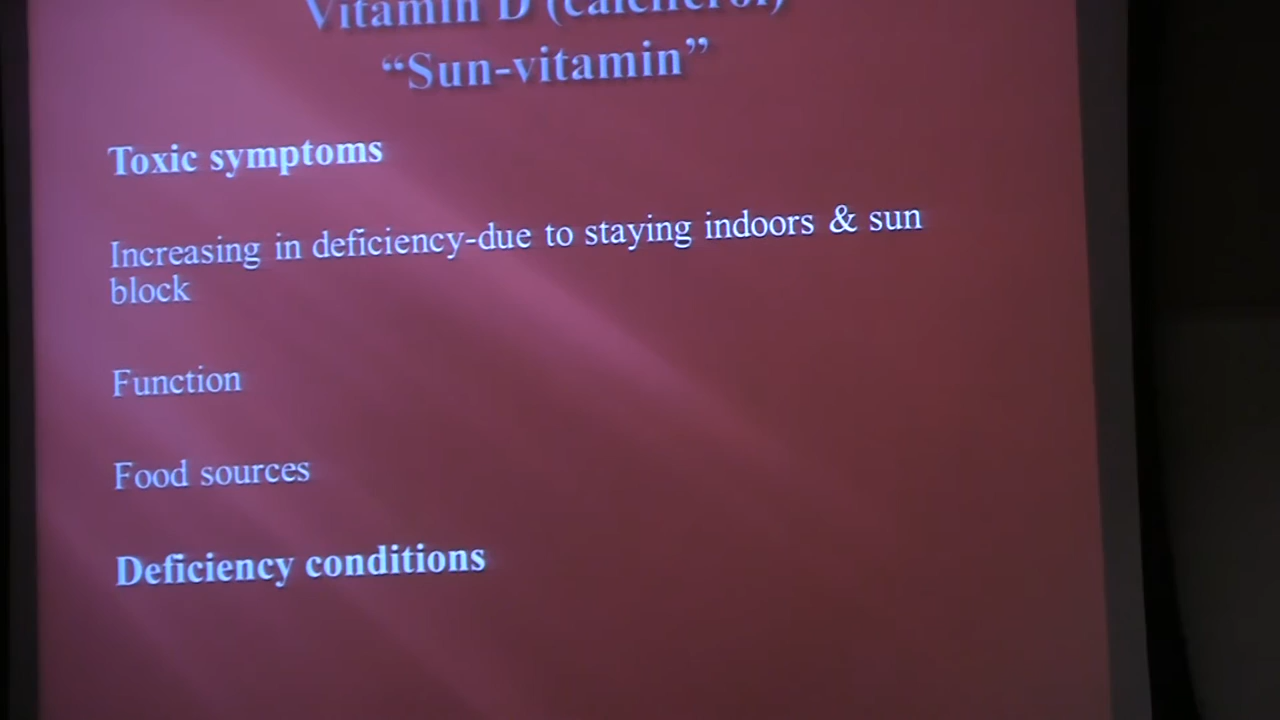 Vitamin D (calciferol)
“Sun-vitamin”
Toxic symptoms
Increasing in deficiency-due to staying indoors & sun
block
Function
Food sources
Deficiency conditions